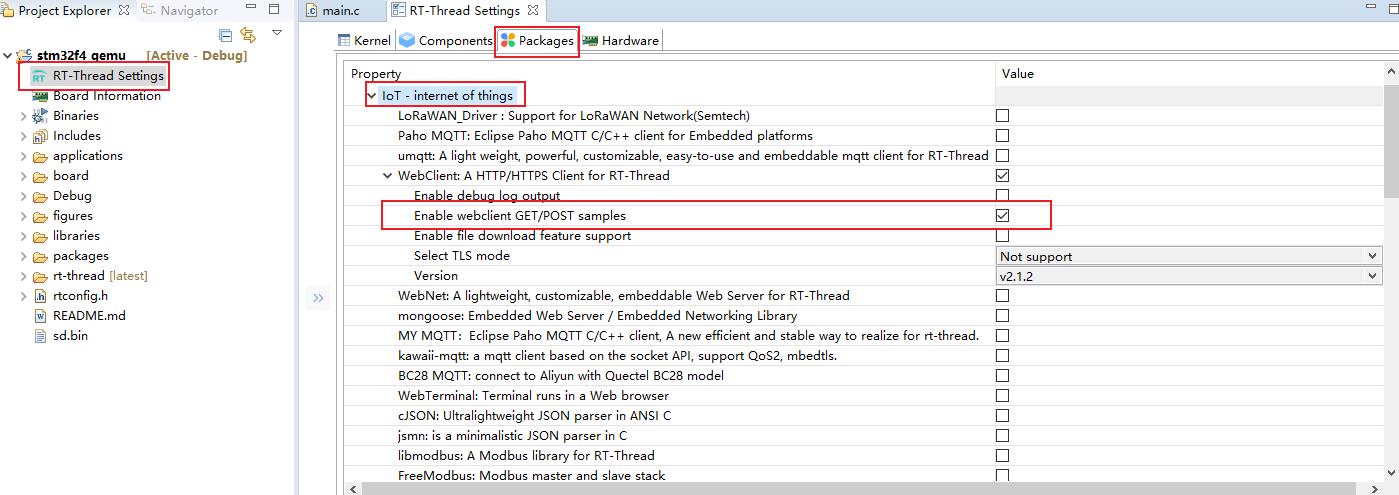 Project Explorer
Navigator
stm32f4_qemu [Active - Debug]
RT-Thread Settings
Board Information
Binaries
Includes
applications
board
Debug
figures
libraries
packages
rt-thread [latest]
rtconfig.h
README.md
sd.bin
main.c
RT-Thread Settings
Kernel
Components
Packages
Hardware
Property
Value
IoT - internet of things
LoRaWAN_Driver : Support for LoRaWAN Network(Semtech)
Paho MQTT: Eclipse Paho MQTT C/C++ client for Embedded platforms
umqtt: A light weight, powerful, customizable, easy-to-use and embeddable mqtt client for RT-Thread
WebClient: A HTTP/HTTPS Client for RT-Thread
Enable debug log output
Enable webclient GET/POST samples
Enable file download feature support
Select TLS mode
Not support
Version
v2.1.2
WebNet: A lightweight, customizable, embeddable Web Server for RT-Thread
mongoose: Embedded Web Server / Embedded Networking Library
MY MQTT：Eclipse Paho MQTT C/C++ client, A new efficient and stable way to realize for rt-thread.
kawaii-mqtt: a mqtt client based on the socket API, support QoS2, mbedtls.
BC28 MQTT: connect to Aliyun with Quectel BC28 model
WebTerminal: Terminal runs in a Web browser
cJSON: Ultralightweight JSON parser in ANSI C
jsmn: is a minimalistic JSON parser in C
libmodbus: A Modbus library for RT-Thread
FreeModbus: Modbus master and slave stack